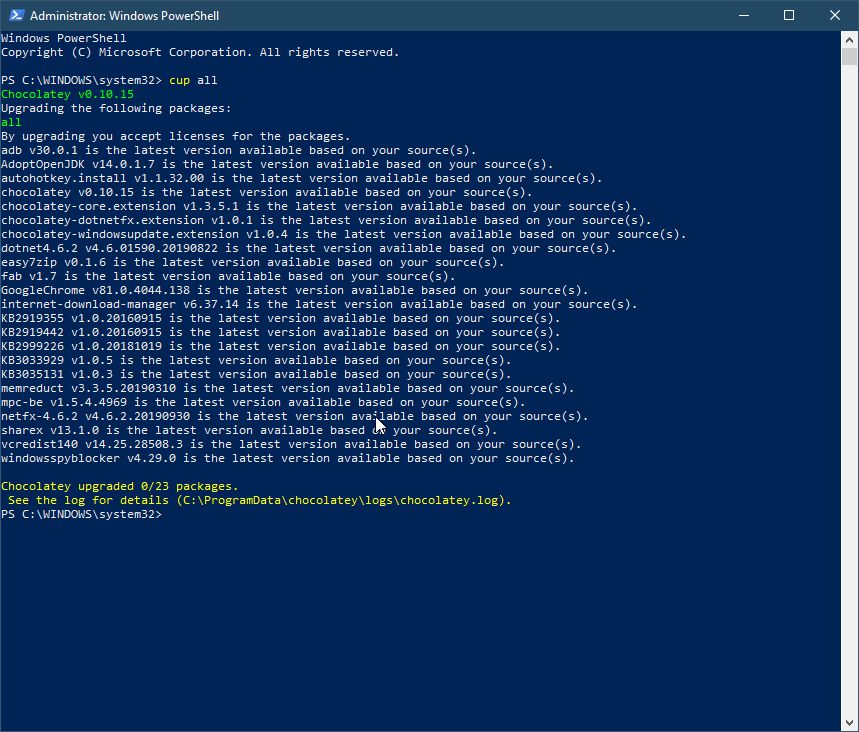 Administrator: Windows PowerShell
Windows PowerShell
Copyright (C) Microsoft Corporation. All rights reserved.
PS C:\WINDOWS\system32> cup all
Chocolatey v0.10.15
Upgrading the following packages:
all
By upgrading you accept licenses for the packages.
adb v30.0.1 is the latest version available based on your source(s).
AdoptOpenJDK v14.0.1.7 is the latest version available based on your source(s).
autohotkey.install v1.1.32.00 is the latest version available based on your source(s).
chocolatey v0.10.15 is the latest version available based on your source(s).
chocolatey-core.extension v1.3.5.1 is the latest version available based on your source(s).
chocolatey-dotnetfx.extension v1.0.1 is the latest version available based on your source(s).
chocolatey-windowsupdate.extension v1.0.4 is the latest version available based on your source(s).
dotnet4.6.2 v4.6.01590.20190822 is the latest version available based on your source(s).
easy7zip v0.1.6 is the latest version available based on your source(s).
fab v1.7 is the latest version available based on your source(s).
GoogleChrome v81.0.4044.138 is the latest version available based on your source(s).
internet-download-manager v6.37.14 is the latest version available based on your source(s).
KB2919355 v1.0.20160915 is the latest version available based on your source(s).
KB2919442 v1.0.20160915 is the latest version available based on your source(s).
KB2999226 v1.0.20181019 is the latest version available based on your source(s).
KB3033929 v1.0.5 is the latest version available based on your source(s).
KB3035131 v1.0.3 is the latest version available based on your source(s).
memreduct v3.3.5.20190310 is the latest version available based on your source(s).
mpc-be v1.5.4.4969 is the latest version available based on your source(s).
netfx-4.6.2 v4.6.2.20190930 is the latest version available based on your source(s).
sharex v13.1.0 is the latest version available based on your source(s).
vcredist140 v14.25.28508.3 is the latest version available based on your source(s).
windowsspyblocker v4.29.0 is the latest version available based on your source(s).
Chocolatey upgraded 0/23 packages.
See the log for details (C:\ProgramData\chocolatey\logs\chocolatey.log).
PS C:\WINDOWS\system32>